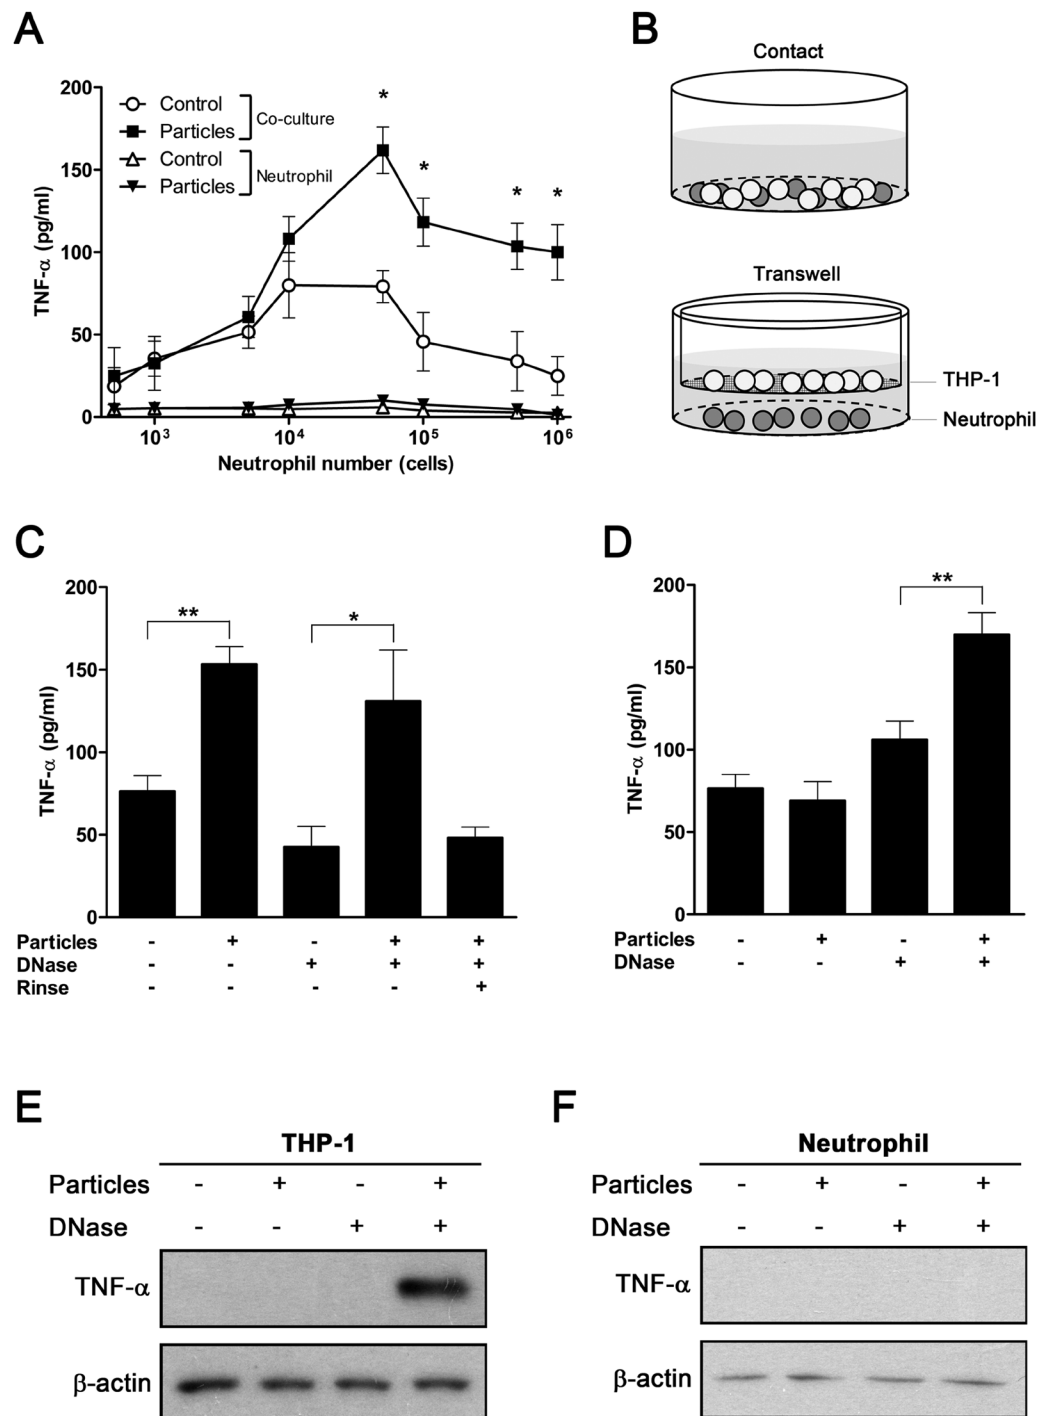 A
TNF-α (pg/ml)
200
150
100
50
0
Control
Particles
Co-culture
Control
Particles
Neutrophil
*
*
*
*
10³
10⁴
10⁵
10⁶
Neutrophil number (cells)
B
Contact
Transwell
THP-1
Neutrophil
C
TNF-α (pg/ml)
200
150
100
50
0
**
*
Particles - + - + +
DNase - - + + +
Rinse - - - - +
D
TNF-α (pg/ml)
200
150
100
50
0
**
Particles - + - +
DNase - - + +
E
THP-1
Particles - + - +
DNase - - + +
TNF-α
β-actin
F
Neutrophil
Particles - + - +
DNase - - + +
TNF-α
β-actin